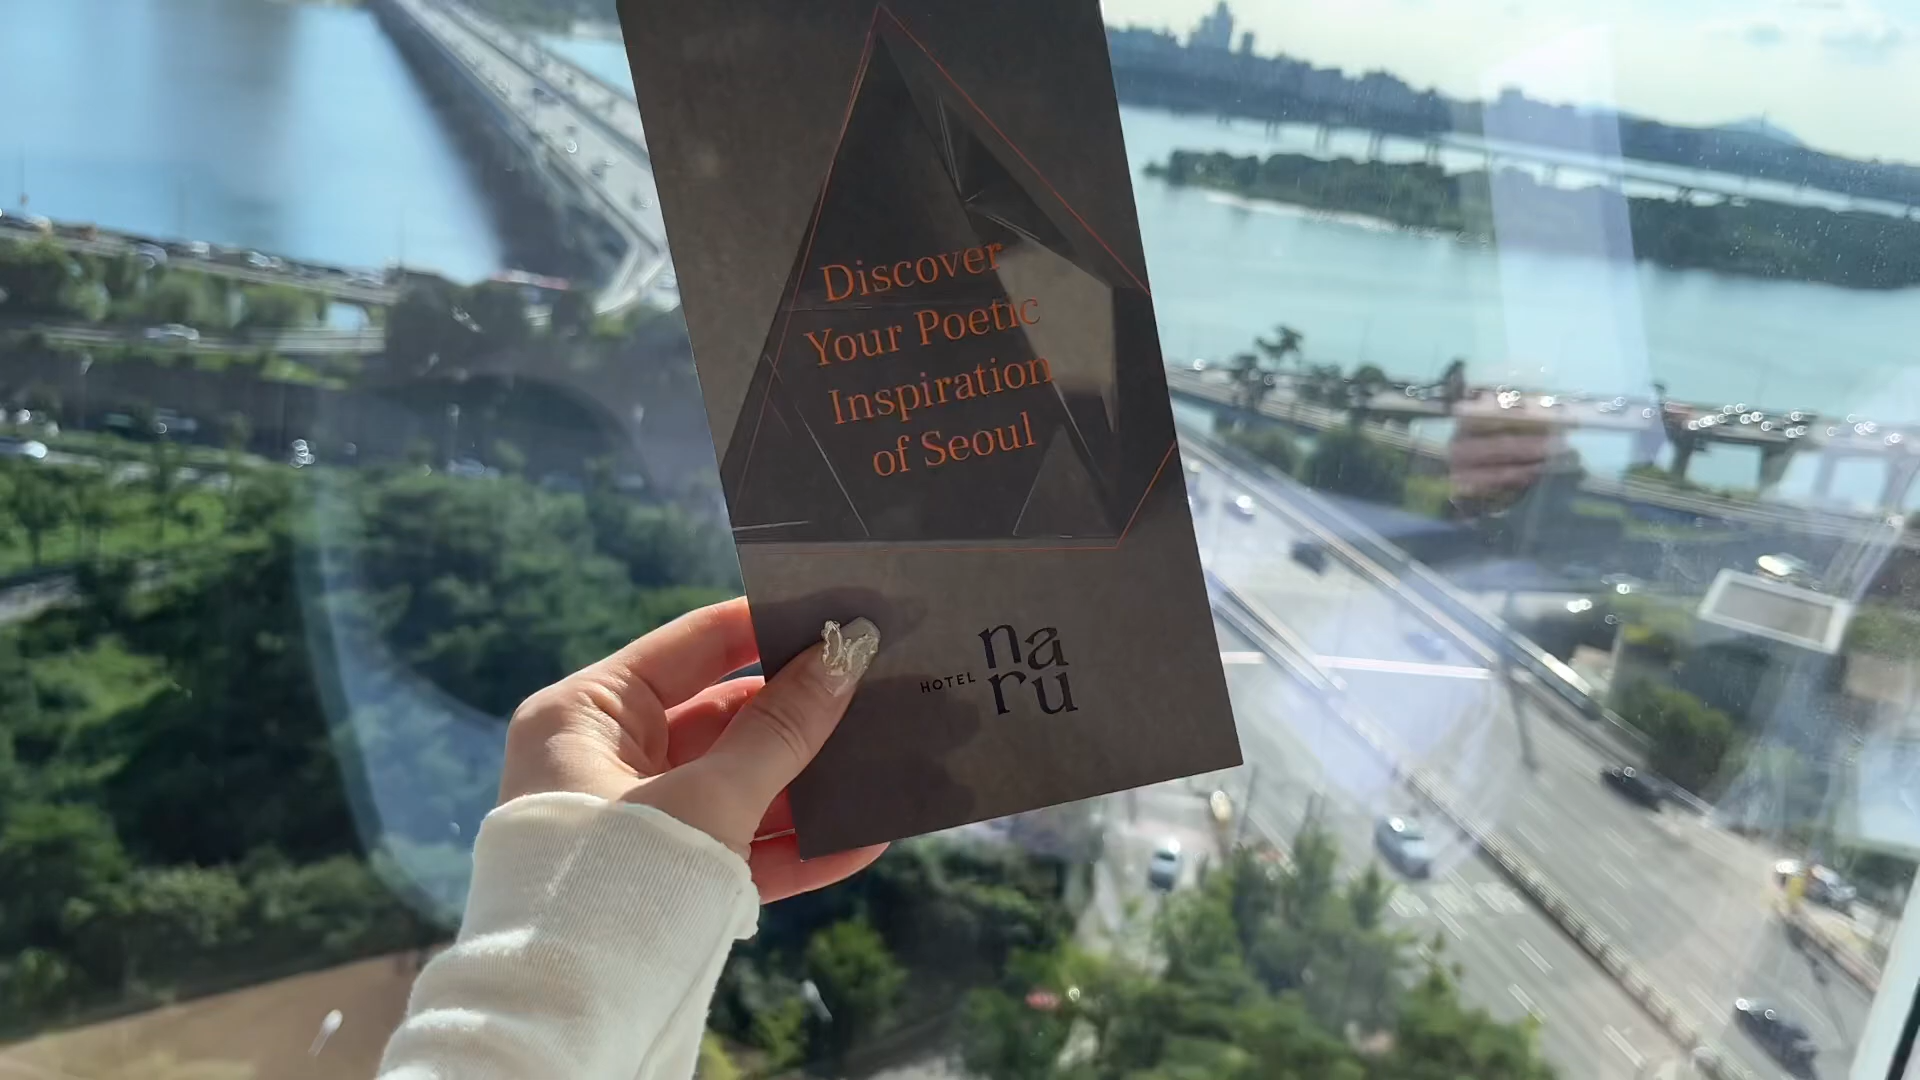 Discover
Your Poetic
Inspiration
of Seoul
HOTEL
na
ru